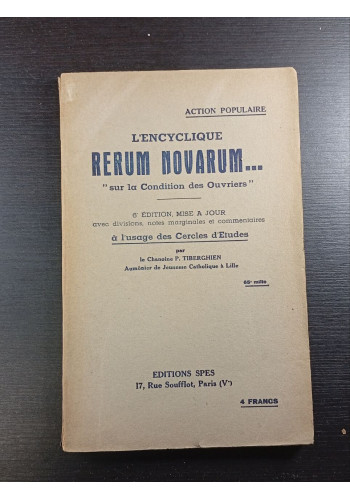 ACTION POPULAIRE
L'ENCYCLIQUE
RERUM NOVARUM...
"sur la Condition des Ouvriers"
6e ÉDITION, MISE A JOUR
avec divisions, notes marginales et commentaires
à l'usage des Cercles d'Etudes
par
le Chanoine P. TIBERGHIEN
Aumônier de Jeunesse Catholique à Lille
68e mille
EDITIONS SPES
17, Rue Soufflot, Paris (Ve)
4 FRANCS